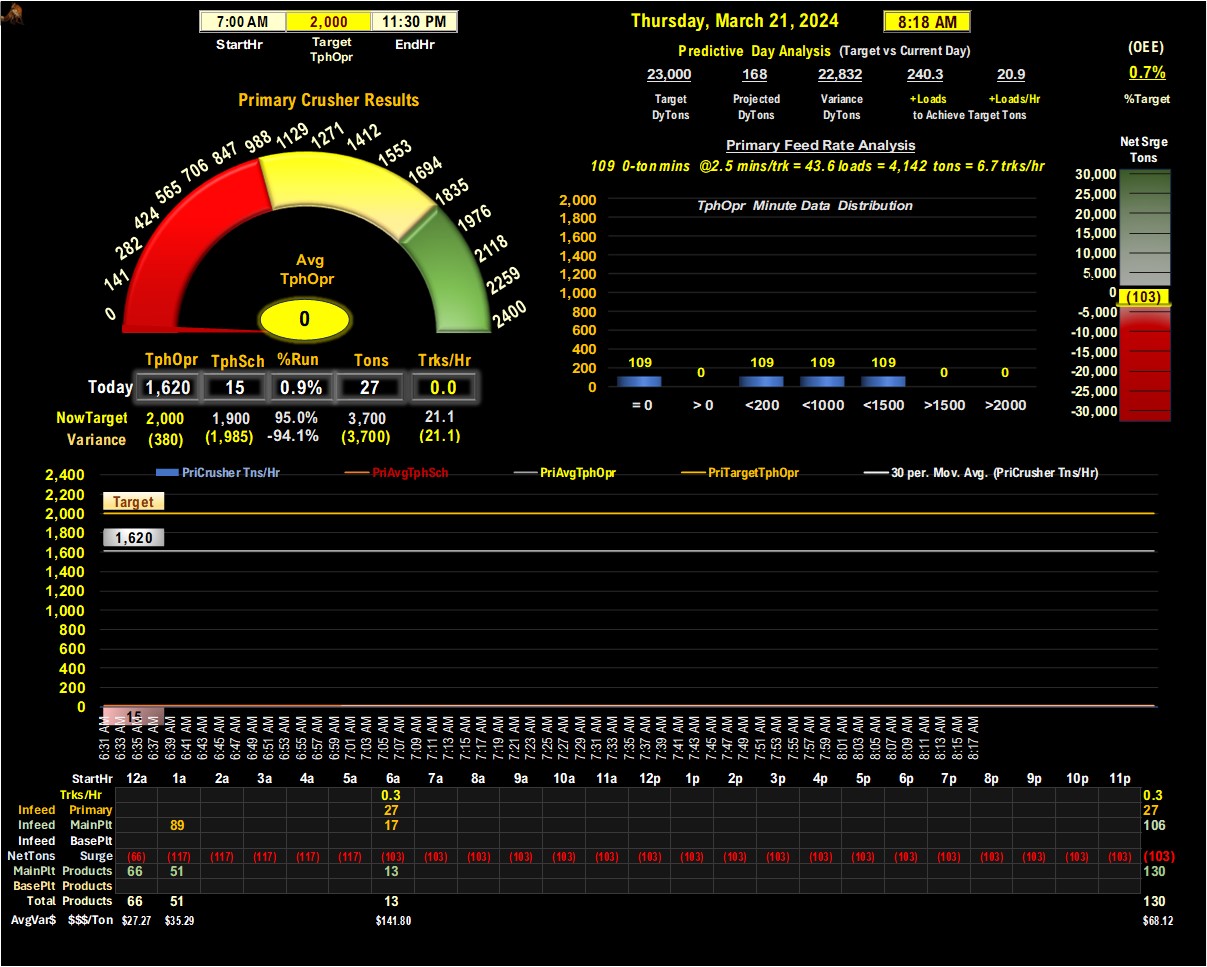 7:00 AM 2,000 11:30 PM
StartHr Target TphOpr EndHr
Thursday, March 21, 2024 8:18 AM
Predictive Day Analysis (Target vs Current Day)
23,000 168 22,832 240.3 20.9
Target Projected Variance +Loads +Loads/Hr
DyTons DyTons DyTons to Achieve Target Tons
(OEE)
0.7%
%Target
Primary Crusher Results
0 141 282 424 565 706 847 988 1129 1271 1412 1553 1694 1835 1976 2118 2259 2400
Avg
TphOpr
0
TphOpr TphSch %Run Tons Trks/Hr
Today 1,620 15 0.9% 27 0.0
NowTarget 2,000 1,900 95.0% 3,700 21.1
Variance (380) (1,985) -94.1% (3,700) (21.1)
Primary Feed Rate Analysis
109 0-ton mins @2.5 mins/trk = 43.6 loads = 4,142 tons = 6.7 trks/hr
TphOpr Minute Data Distribution
2,000
1,800
1,600
1,400
1,200
1,000
800
600
400
200
0
109 0 109 109 109 0 0
= 0 > 0 <200 <1000 <1500 >1500 >2000
Net Srge
Tons
30,000
25,000
20,000
15,000
10,000
5,000
0
(103)
-5,000
-10,000
-15,000
-20,000
-25,000
-30,000
PriCrusher Tns/Hr PriAvgTphSch PriAvgTphOpr PriTargetTphOpr 30 per. Mov. Avg. (PriCrusher Tns/Hr)
2,400
2,200
2,000
1,800
1,600
1,400
1,200
1,000
800
600
400
200
0
Target
1,620
15
6:31 AM 6:33 AM 6:35 AM 6:37 AM 6:39 AM 6:41 AM 6:43 AM 6:45 AM 6:47 AM 6:49 AM 6:51 AM 6:53 AM 6:55 AM 6:57 AM 6:59 AM 7:01 AM 7:03 AM 7:05 AM 7:07 AM 7:09 AM 7:11 AM 7:13 AM 7:15 AM 7:17 AM 7:19 AM 7:21 AM 7:23 AM 7:25 AM 7:27 AM 7:29 AM 7:31 AM 7:33 AM 7:35 AM 7:37 AM 7:39 AM 7:41 AM 7:43 AM 7:45 AM 7:47 AM 7:49 AM 7:51 AM 7:53 AM 7:55 AM 7:57 AM 7:59 AM 8:01 AM 8:03 AM 8:05 AM 8:07 AM 8:09 AM 8:11 AM 8:13 AM 8:15 AM 8:17 AM
StartHr 12a 1a 2a 3a 4a 5a 6a 7a 8a 9a 10a 11a 12p 1p 2p 3p 4p 5p 6p 7p 8p 9p 10p 11p
Trks/Hr 0.3 0.3
Infeed Primary 27 27
Infeed MainPlt 89 17 106
Infeed BasePlt
NetTons Surge (66) (117) (117) (117) (117) (117) (103) (103) (103) (103) (103) (103) (103) (103) (103) (103) (103) (103) (103) (103) (103) (103) (103) (103) (103)
MainPlt Products 66 51 13 130
BasePlt Products
Total Products 66 51 13 130
AvgVar$ $$$/Ton $27.27 $35.29 $141.80 $68.12